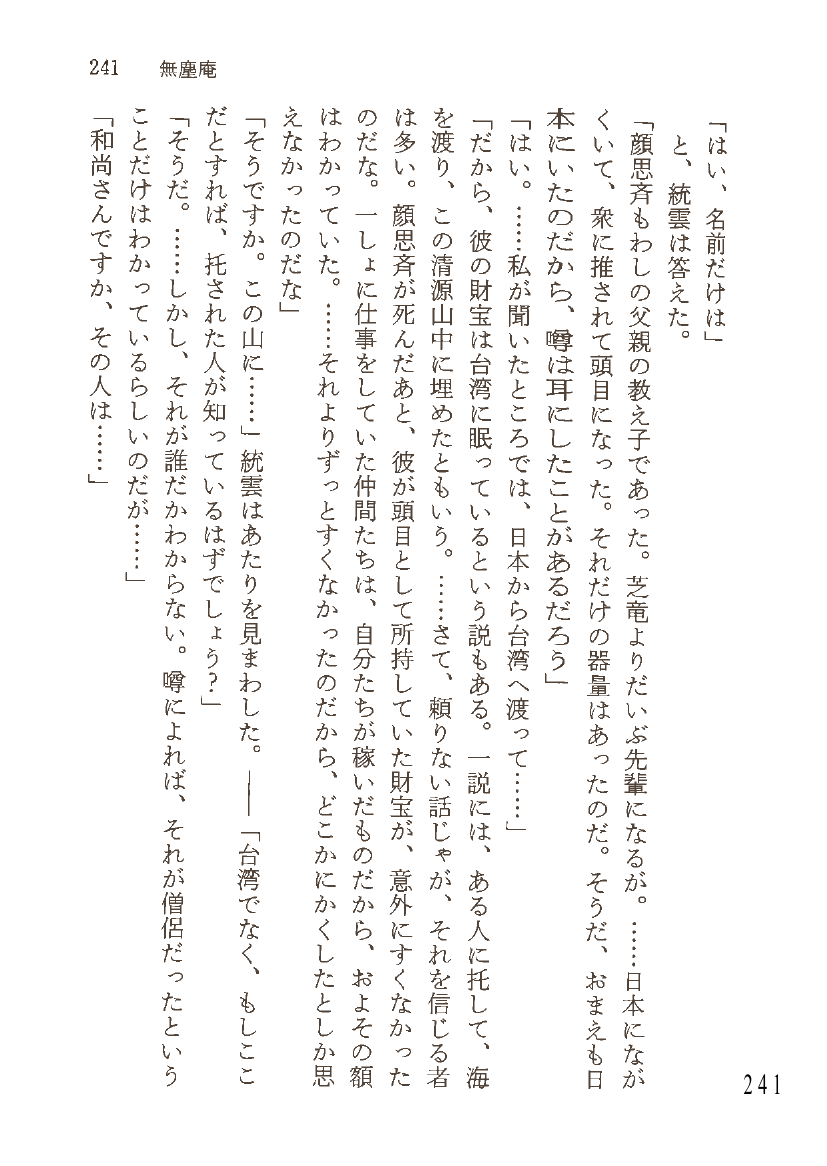 241　無塵庵
「はい、名前だけは」
と、統雲は答えた。
「顔思斉もわしの父親の教え子であった。芝竜よりだいぶ先輩になるが。……日本になが
くいて、衆に推されて頭目になった。それだけの器量はあったのだ。そうだ、おまえも日
本にいたのだから、噂は耳にしたことがあるだろう」
「はい。……私が聞いたところでは、日本から台湾へ渡って……」
「だから、彼の財宝は台湾に眠っているという説もある。一説には、ある人に托して、海
を渡り、この清源山中に埋めたともいう。……さて、頼りない話じゃが、それを信じる者
は多い。顔思斉が死んだあと、彼が頭目として所持していた財宝が、意外にすくなかった
のだな。一しょに仕事をしていた仲間たちは、自分たちが稼いだものだから、およその額
はわかっていた。……それよりずっとすくなかったのだから、どこかにかくしたとしか思
えなかったのだな」
「そうですか。この山に……」統雲はあたりを見まわした。――「台湾でなく、もしここ
だとすれば、托された人が知っているはずでしょう?」
「そうだ。……しかし、それが誰だかわからない。噂によれば、それが僧侶だったという
ことだけはわかっているらしいのだが……」
「和尚さんですか、その人は……」
241